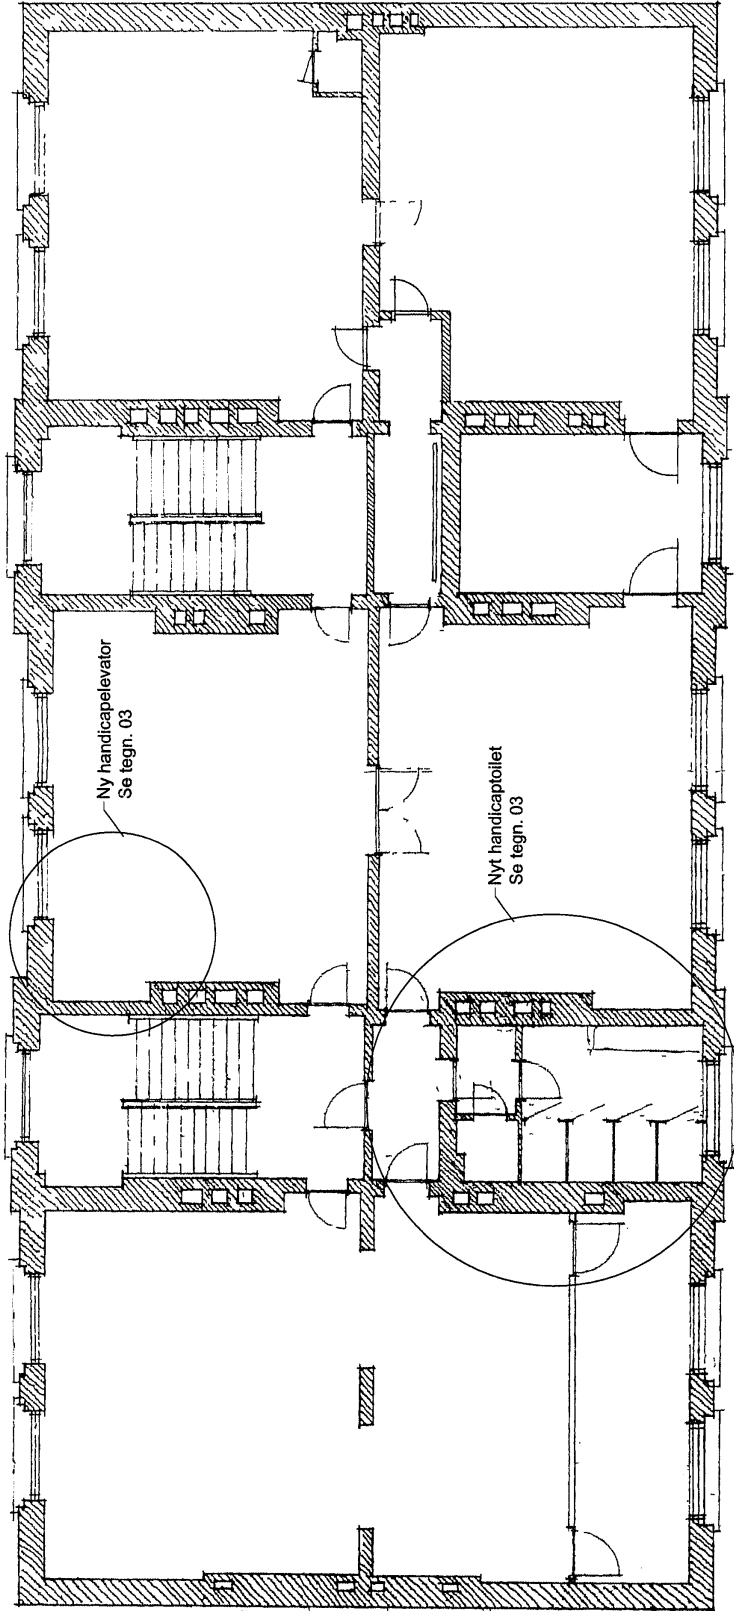 Ny handicapelevator
Se tegn. 03
Nyt handicaptoilet
Se tegn. 03